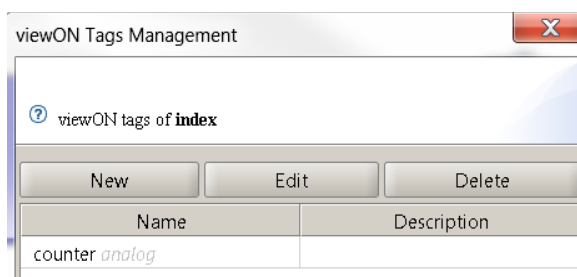 viewON Tags Management
X
? viewON tags of index
New Edit Delete
Name Description
counter analog